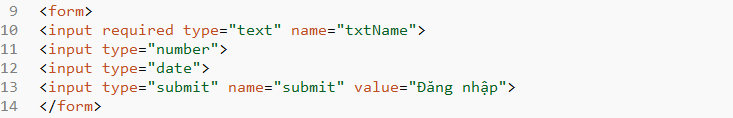 9 <form>
10 <input required type="text" name="txtName">
11 <input type="number">
12 <input type="date">
13 <input type="submit" name="submit" value="Đăng nhập">
14 </form>